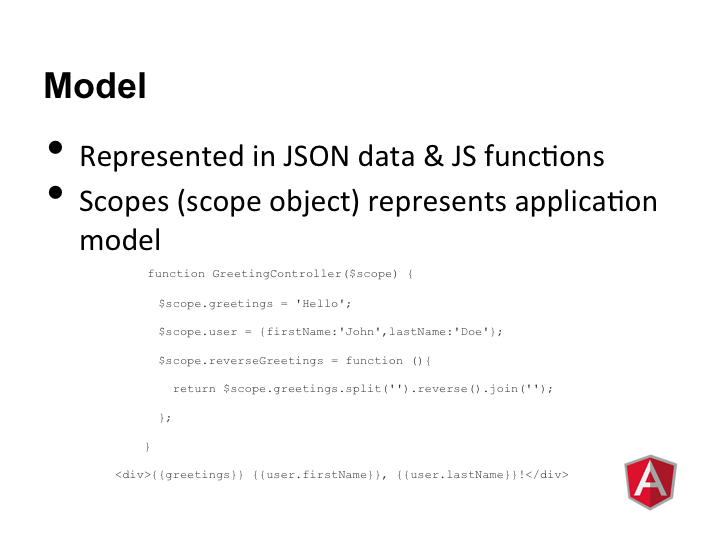 Model
• Represented in JSON data & JS functions
• Scopes (scope object) represents application
model
function GreetingController($scope) {
$scope.greetings = 'Hello';
$scope.user = {firstName:'John',lastName:'Doe'};
$scope.reverseGreetings = function (){
return $scope.greetings.split('').reverse().join('');
};
}
<div>{{greetings}} {{user.firstName}}, {{user.lastName}}!</div>
A